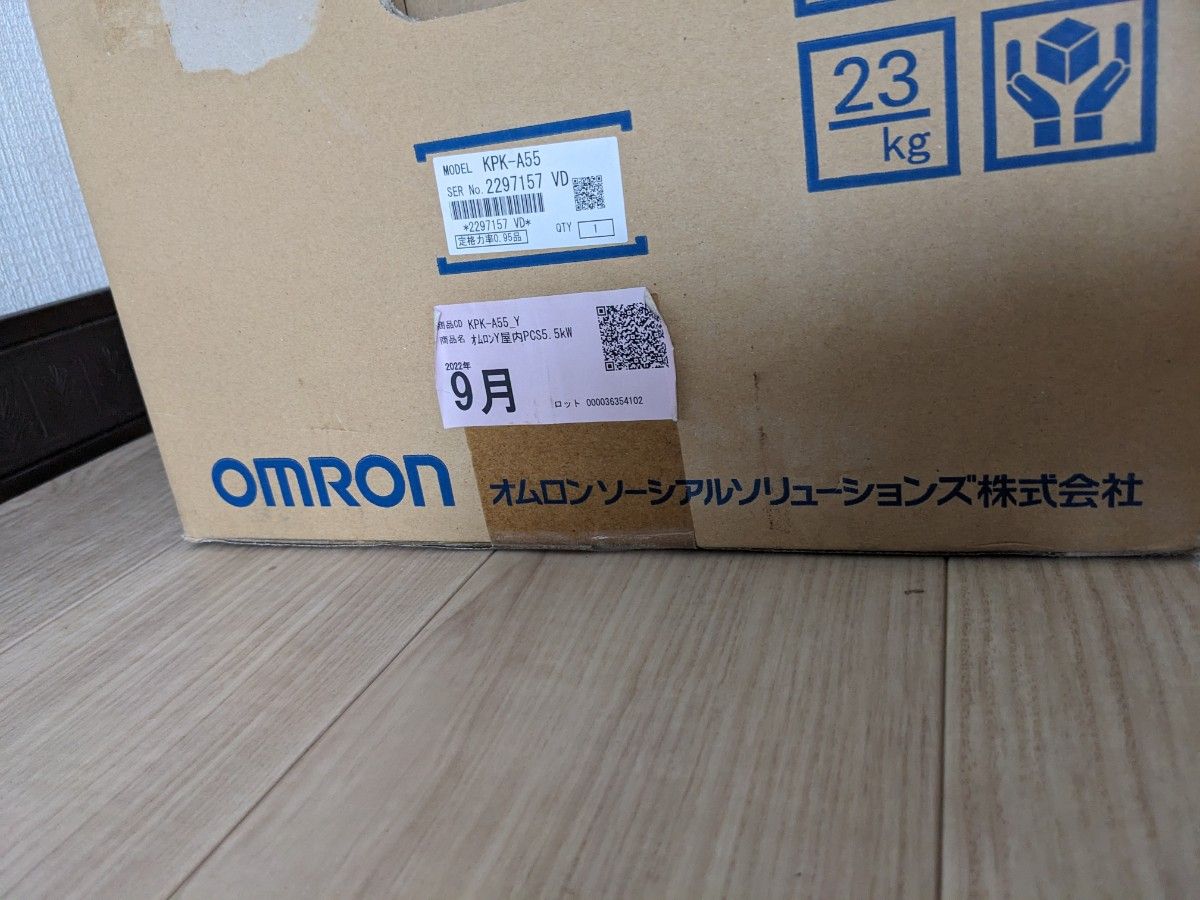 23
kg
MODEL KPK-A55
SER No. 2297157 VD
*2297157 VD*
QTY 1
定格力率0.95品
商品CD KPK-A55_Y
商品名 オムロンY屋内PCS5.5kW
2022年
9月
ロット 000036354102
OMRON オムロンソーシアルソリューションズ株式会社